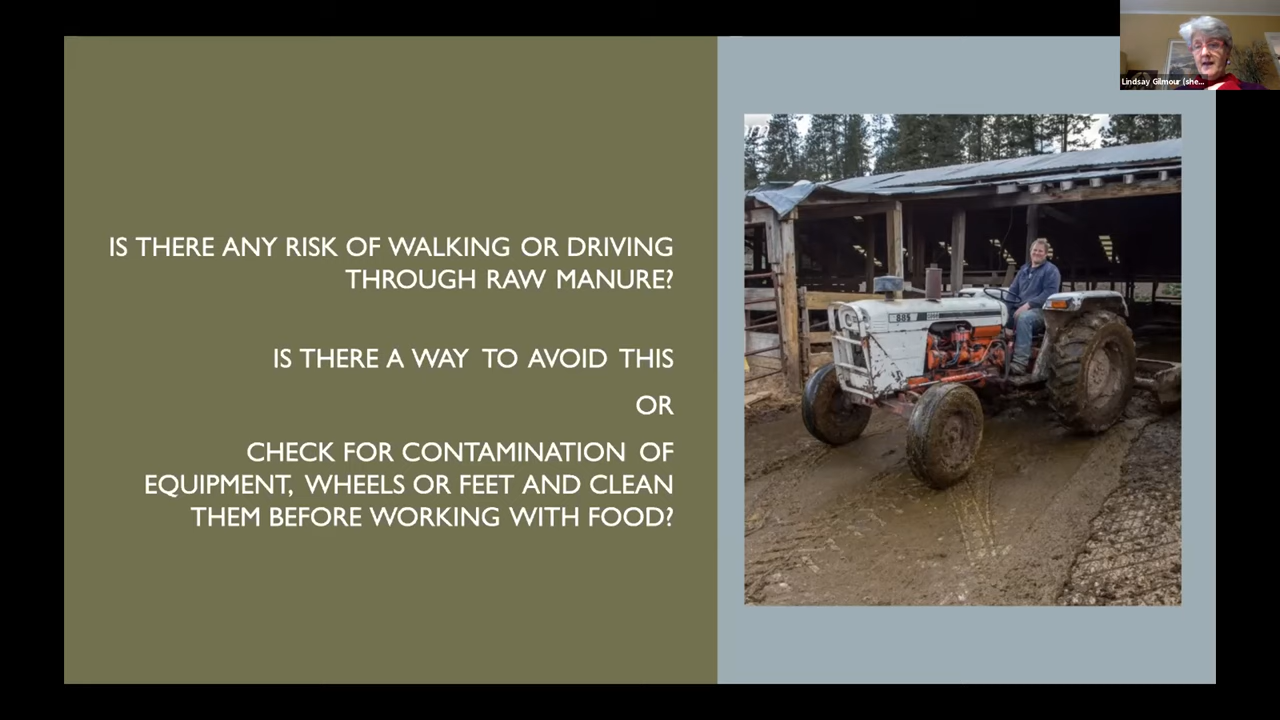 Lindsay Gilmour (she...
IS THERE ANY RISK OF WALKING OR DRIVING
THROUGH RAW MANURE?
IS THERE A WAY TO AVOID THIS
OR
CHECK FOR CONTAMINATION OF
EQUIPMENT, WHEELS OR FEET AND CLEAN
THEM BEFORE WORKING WITH FOOD?